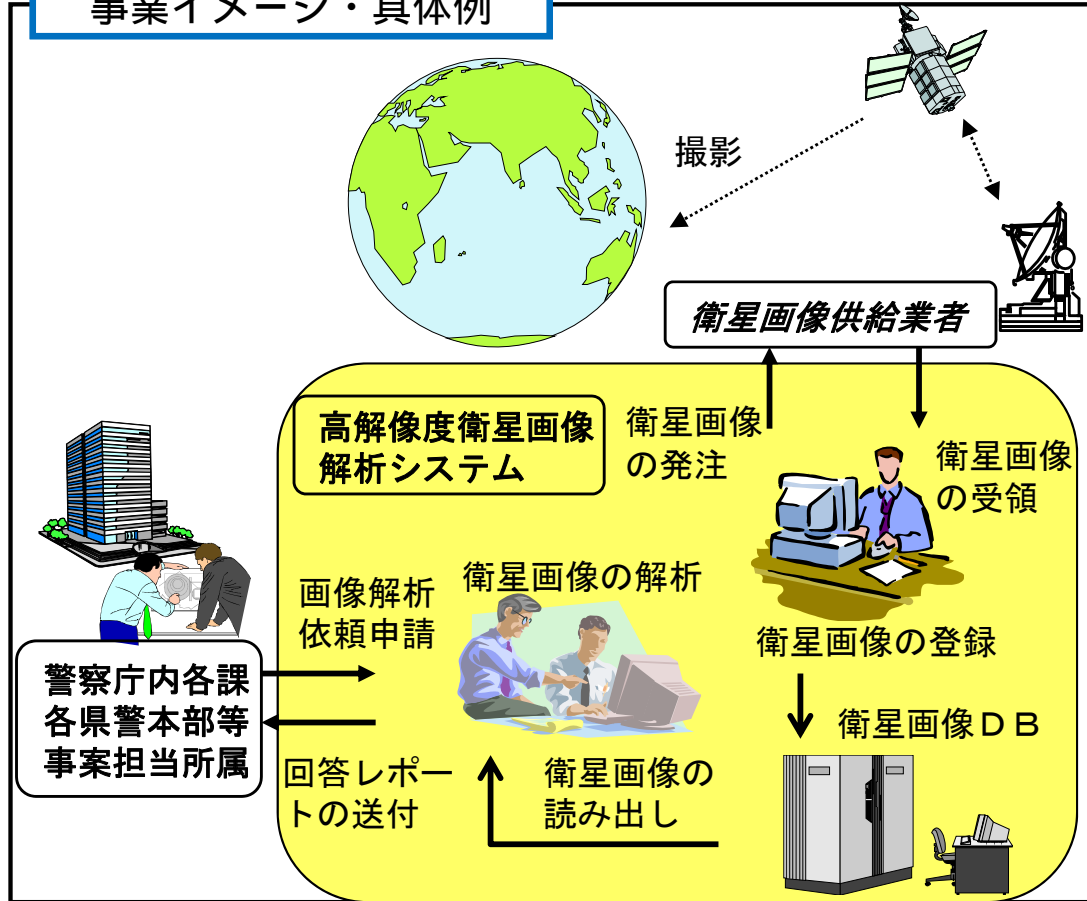 事業イメージ・具体例
撮影
衛星画像供給業者
高解像度衛星画像
解析システム
衛星画像
の発注
衛星画像
の受領
画像解析
依頼申請
衛星画像の解析
衛星画像の登録
警察庁内各課
各県警本部等
事案担当所属
衛星画像ＤＢ
回答レポー
トの送付
衛星画像の
読み出し